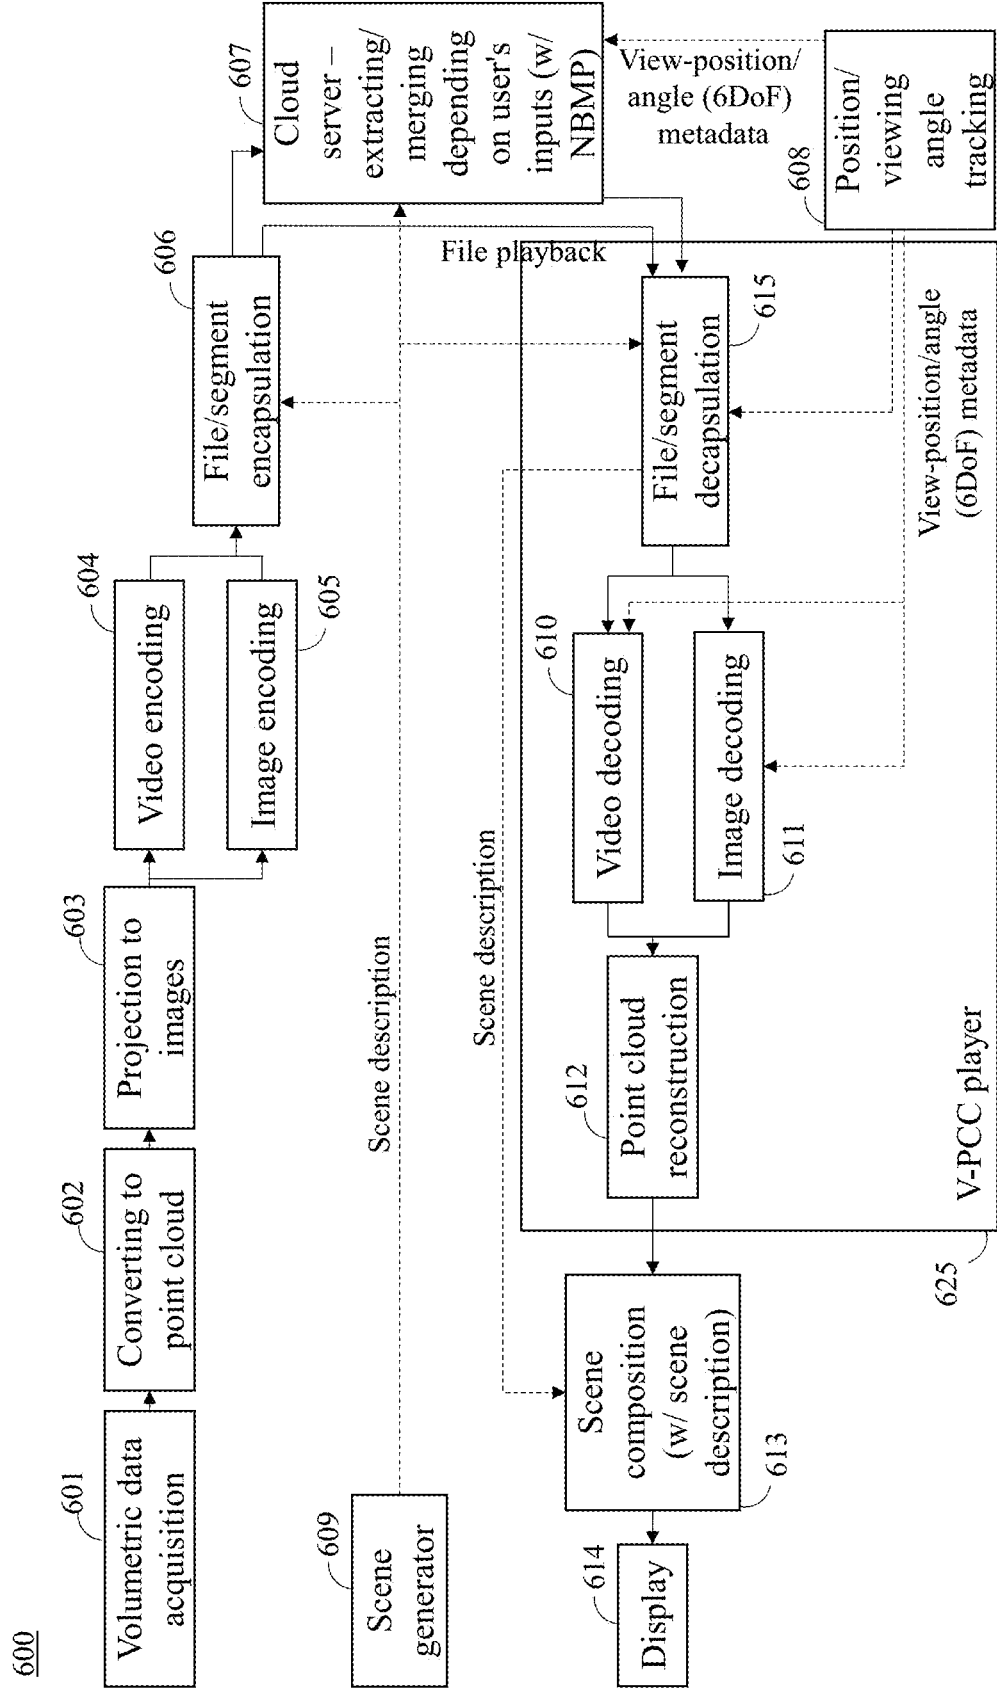 600
601
Volumetric data
acquisition
602
Converting to
point cloud
603
Projection to
images
604
Video encoding
Image encoding
605
606
File/segment
encapsulation
607
Cloud
server –
extracting/
merging
depending
on user's
inputs (w/
NBMP)
View-position/
angle (6DoF)
metadata
608
Position/
viewing
angle
tracking
609
Scene
generator
Scene description
File playback
614
Display
Scene
composition
(w/ scene
description)
613
Scene description
612
Point cloud
reconstruction
610
Video decoding
Image decoding
611
File/segment
decapsulation
615
View-position/angle
(6DoF) metadata
V-PCC player
625